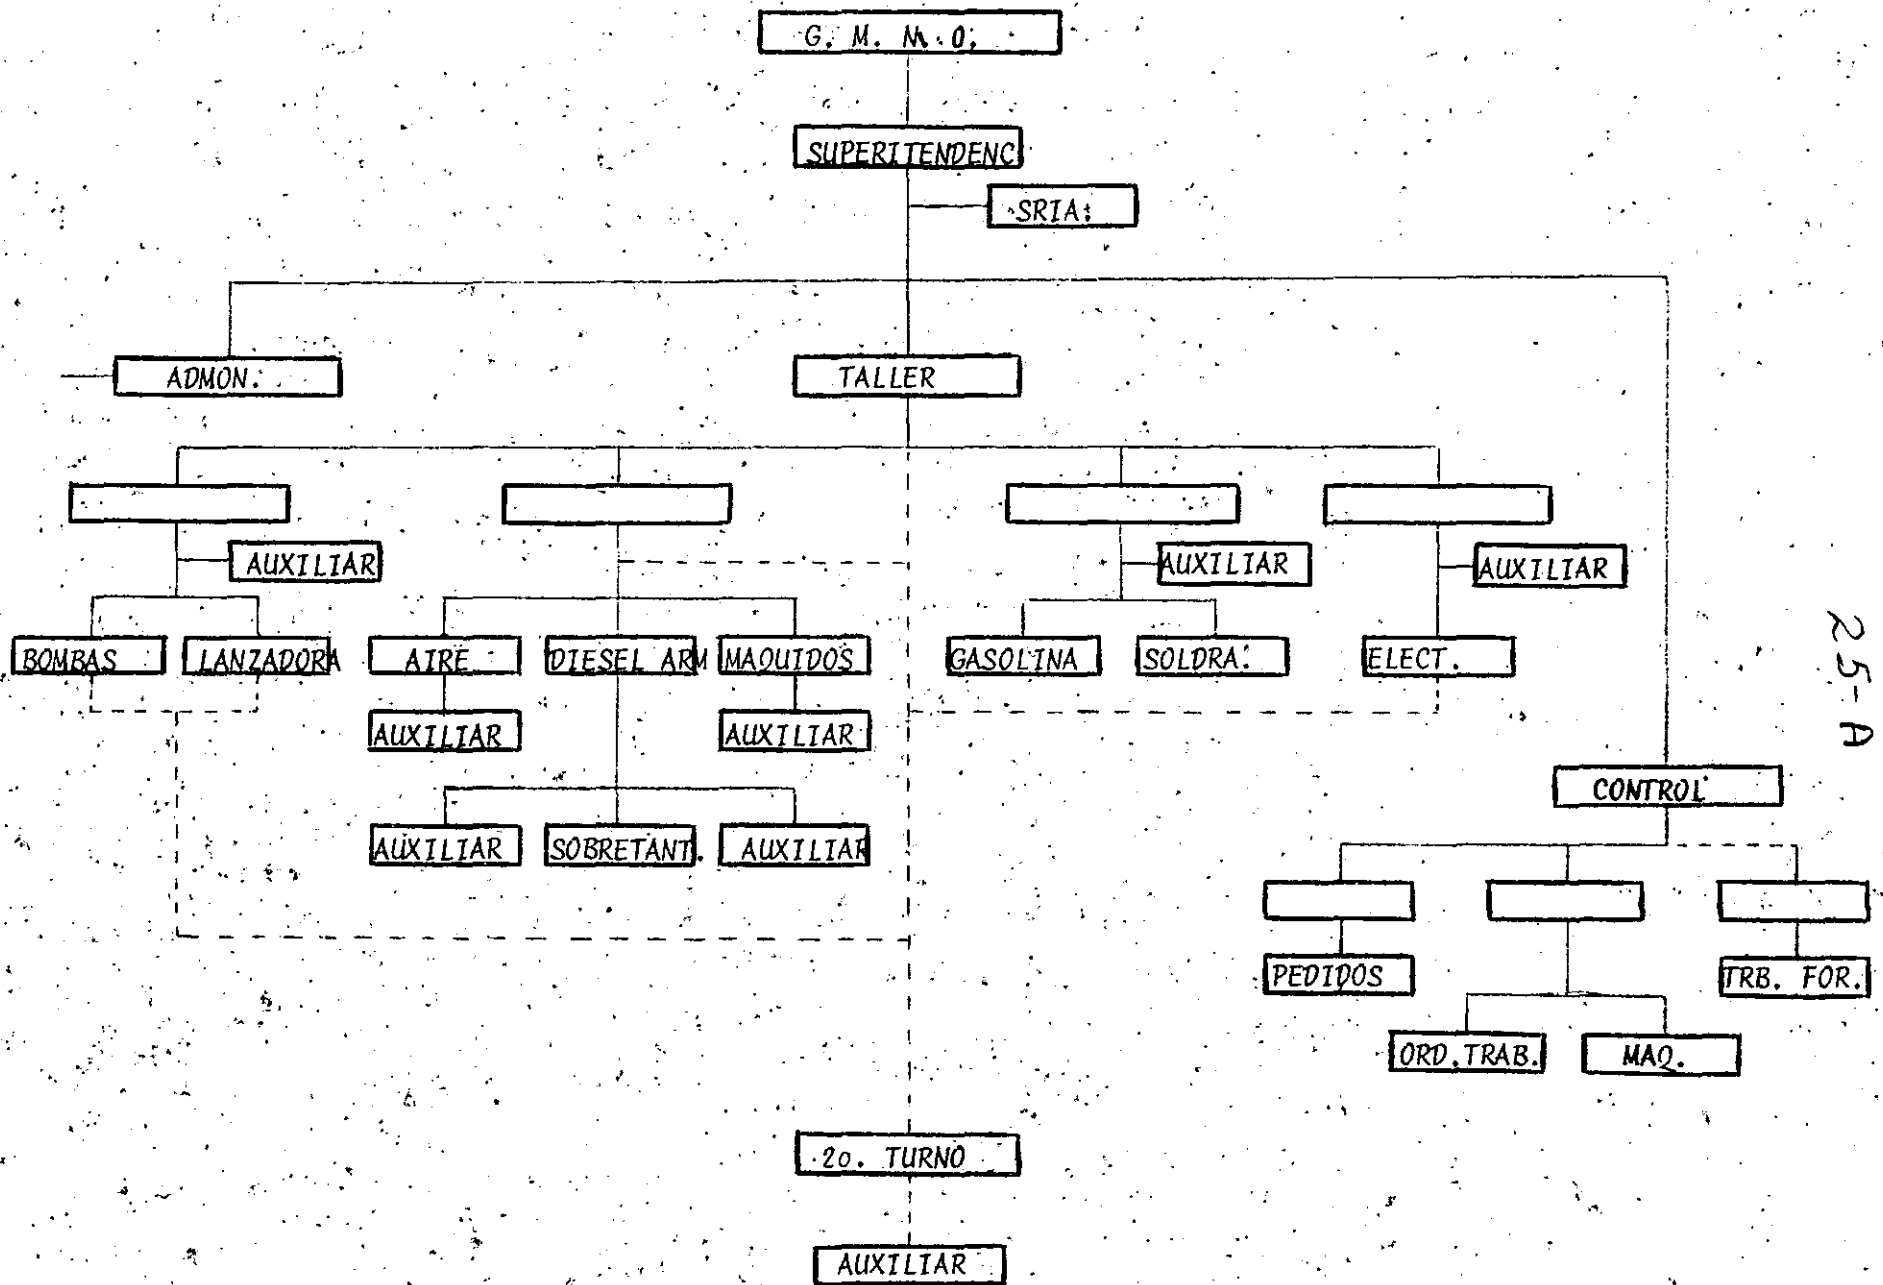 G. M. M. O.
SUPERITENDENC
SRIA:
ADMON.
TALLER
AUXILIAR
AUXILIAR
AUXILIAR
BOMBAS
LANZADORA
AIRE
DIESEL ARM
MAQUIDOS
GASOLINA
SOLDRA.
ELECT.
AUXILIAR
AUXILIAR
CONTROL
AUXILIAR
SOBRETANT.
AUXILIAR
PEDIDOS
TRB. FOR.
ORD.TRAB.
MAQ.
2o. TURNO
AUXILIAR
25-A